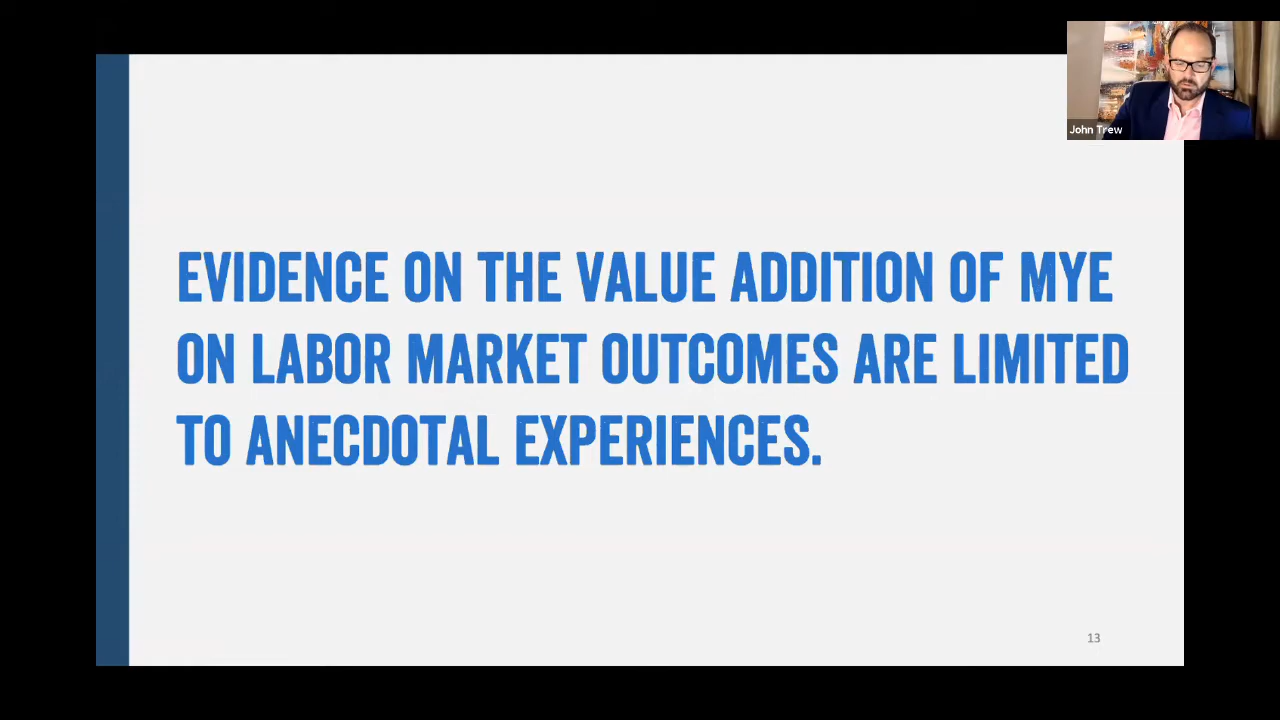 John Trew
EVIDENCE ON THE VALUE ADDITION OF MYE
ON LABOR MARKET OUTCOMES ARE LIMITED
TO ANECDOTAL EXPERIENCES.
13